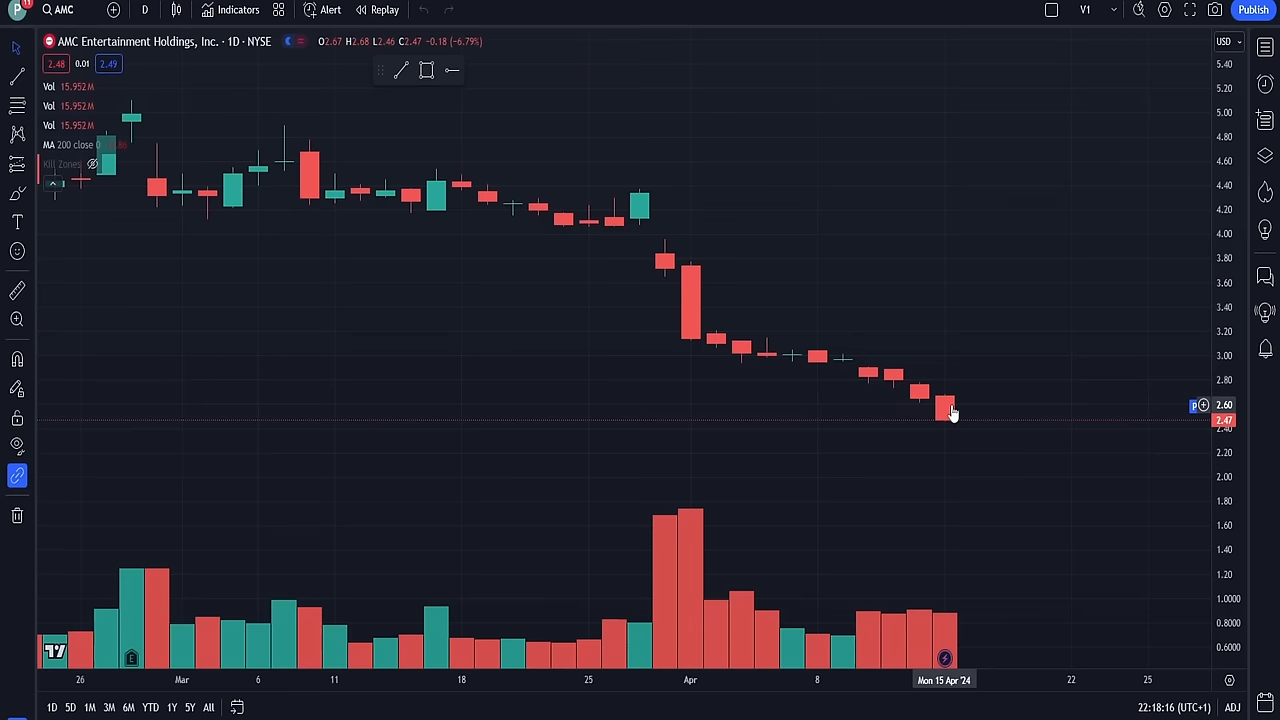 P 11 AMC D Indicators Alert Replay V1 Publish
AMC Entertainment Holdings, Inc. · 1D · NYSE O2.67 H2.68 L2.46 C2.47 -0.18 (-6.79%) USD
2.48 0.01 2.49
Vol 15.952M
Vol 15.952M
Vol 15.952M
MA 200 close 0
Kill Zones
5.40
5.20
5.00
4.80
4.60
4.40
4.20
4.00
3.80
3.60
3.40
3.20
3.00
2.80
2.60
2.47
2.40
2.20
2.00
1.80
1.60
1.40
1.20
1.0000
0.8000
0.6000
E
26 Mar 6 11 18 25 Apr 8 Mon 15 Apr '24 22 25
1D 5D 1M 3M 6M YTD 1Y 5Y All 22:18:16 (UTC+1) ADJ